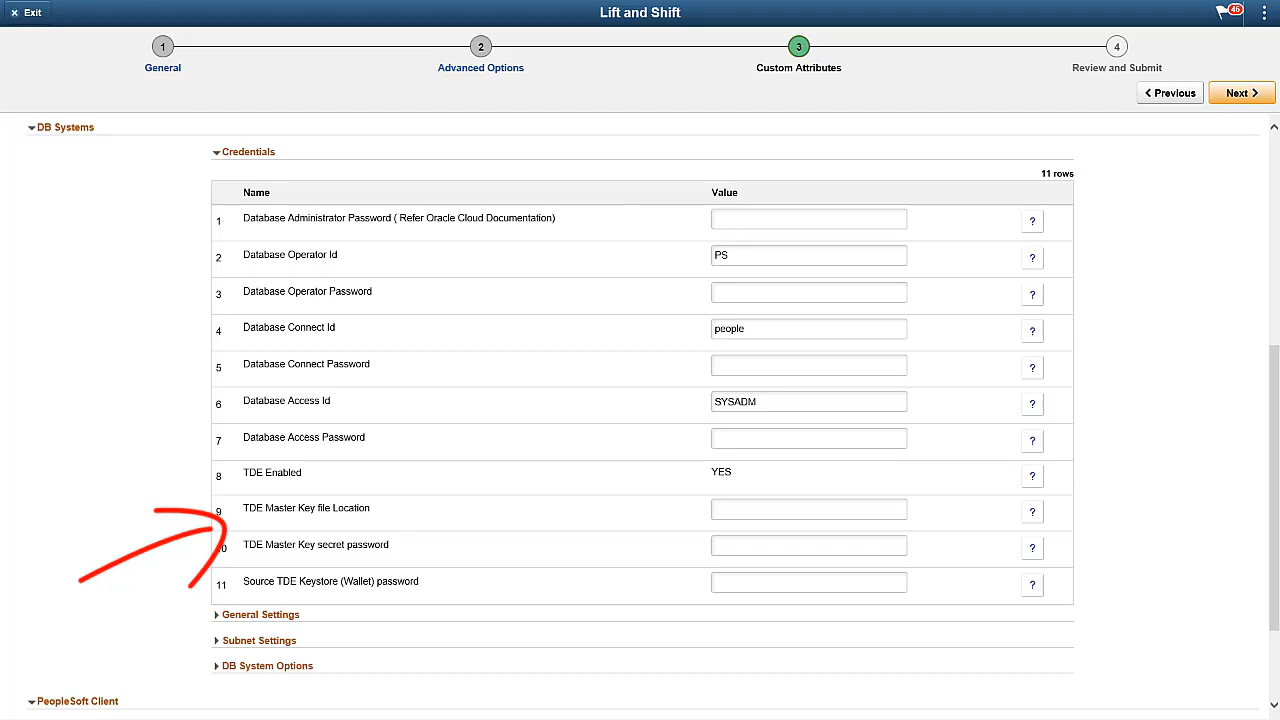 × Exit
Lift and Shift
45
1 2 3 4
General Advanced Options Custom Attributes Review and Submit
Previous Next
DB Systems
Credentials
11 rows
Name Value
1 Database Administrator Password ( Refer Oracle Cloud Documentation) ?
2 Database Operator Id PS ?
3 Database Operator Password ?
4 Database Connect Id people ?
5 Database Connect Password ?
6 Database Access Id SYSADM ?
7 Database Access Password ?
8 TDE Enabled YES ?
9 TDE Master Key file Location ?
10 TDE Master Key secret password ?
11 Source TDE Keystore (Wallet) password ?
General Settings
Subnet Settings
DB System Options
PeopleSoft Client